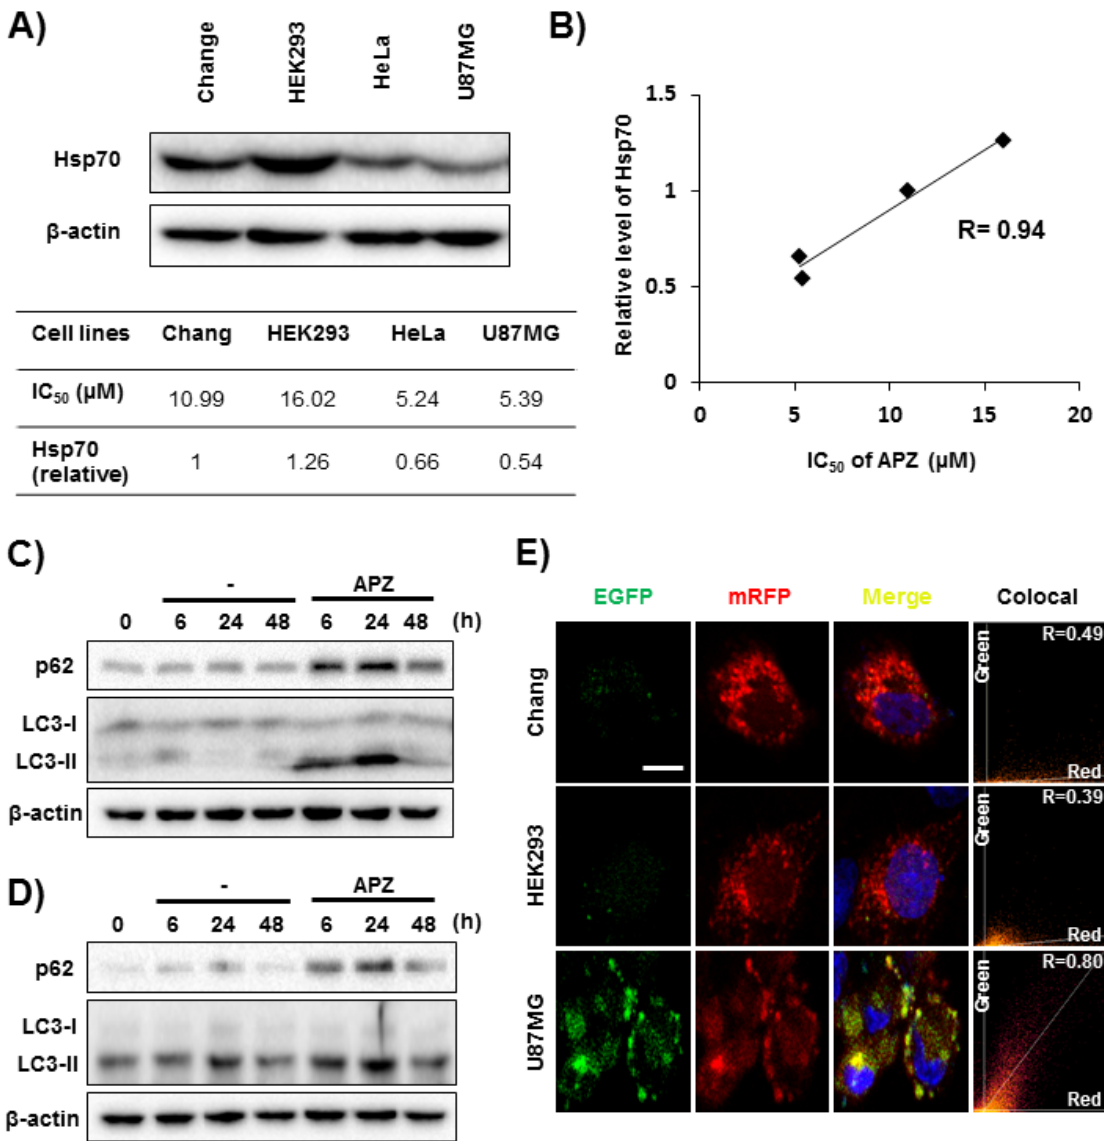 A)
Change HEK293 HeLa U87MG
Hsp70
β-actin
Cell lines Chang HEK293 HeLa U87MG
IC₅₀ (µM) 10.99 16.02 5.24 5.39
Hsp70
(relative) 1 1.26 0.66 0.54
B)
Relative level of Hsp70
1.5
1
0.5
0
R= 0.94
0 5 10 15 20
IC₅₀ of APZ (µM)
C)
- APZ
0 6 24 48 6 24 48 (h)
p62
LC3-I
LC3-II
β-actin
D)
- APZ
0 6 24 48 6 24 48 (h)
p62
LC3-I
LC3-II
β-actin
E)
EGFP mRFP Merge Colocal
Chang
Green
R=0.49
Red
HEK293
Green
R=0.39
Red
U87MG
Green
R=0.80
Red